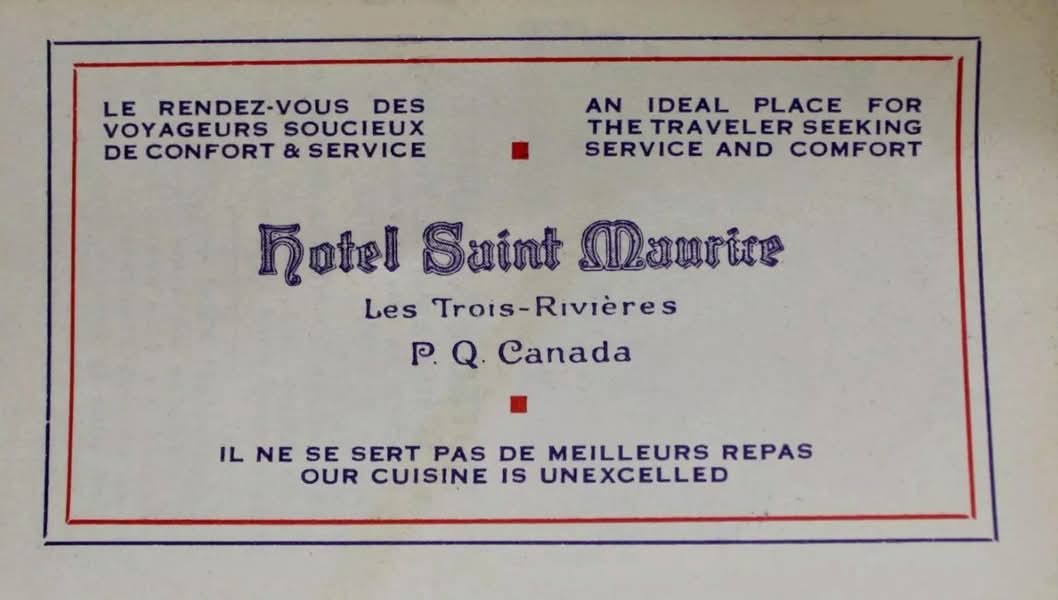 LE RENDEZ-VOUS DES
VOYAGEURS SOUCIEUX
DE CONFORT & SERVICE
AN IDEAL PLACE FOR
THE TRAVELER SEEKING
SERVICE AND COMFORT
Hotel Saint Maurice
Les Trois-Rivières
P. Q. Canada
IL NE SE SERT PAS DE MEILLEURS REPAS
OUR CUISINE IS UNEXCELLED